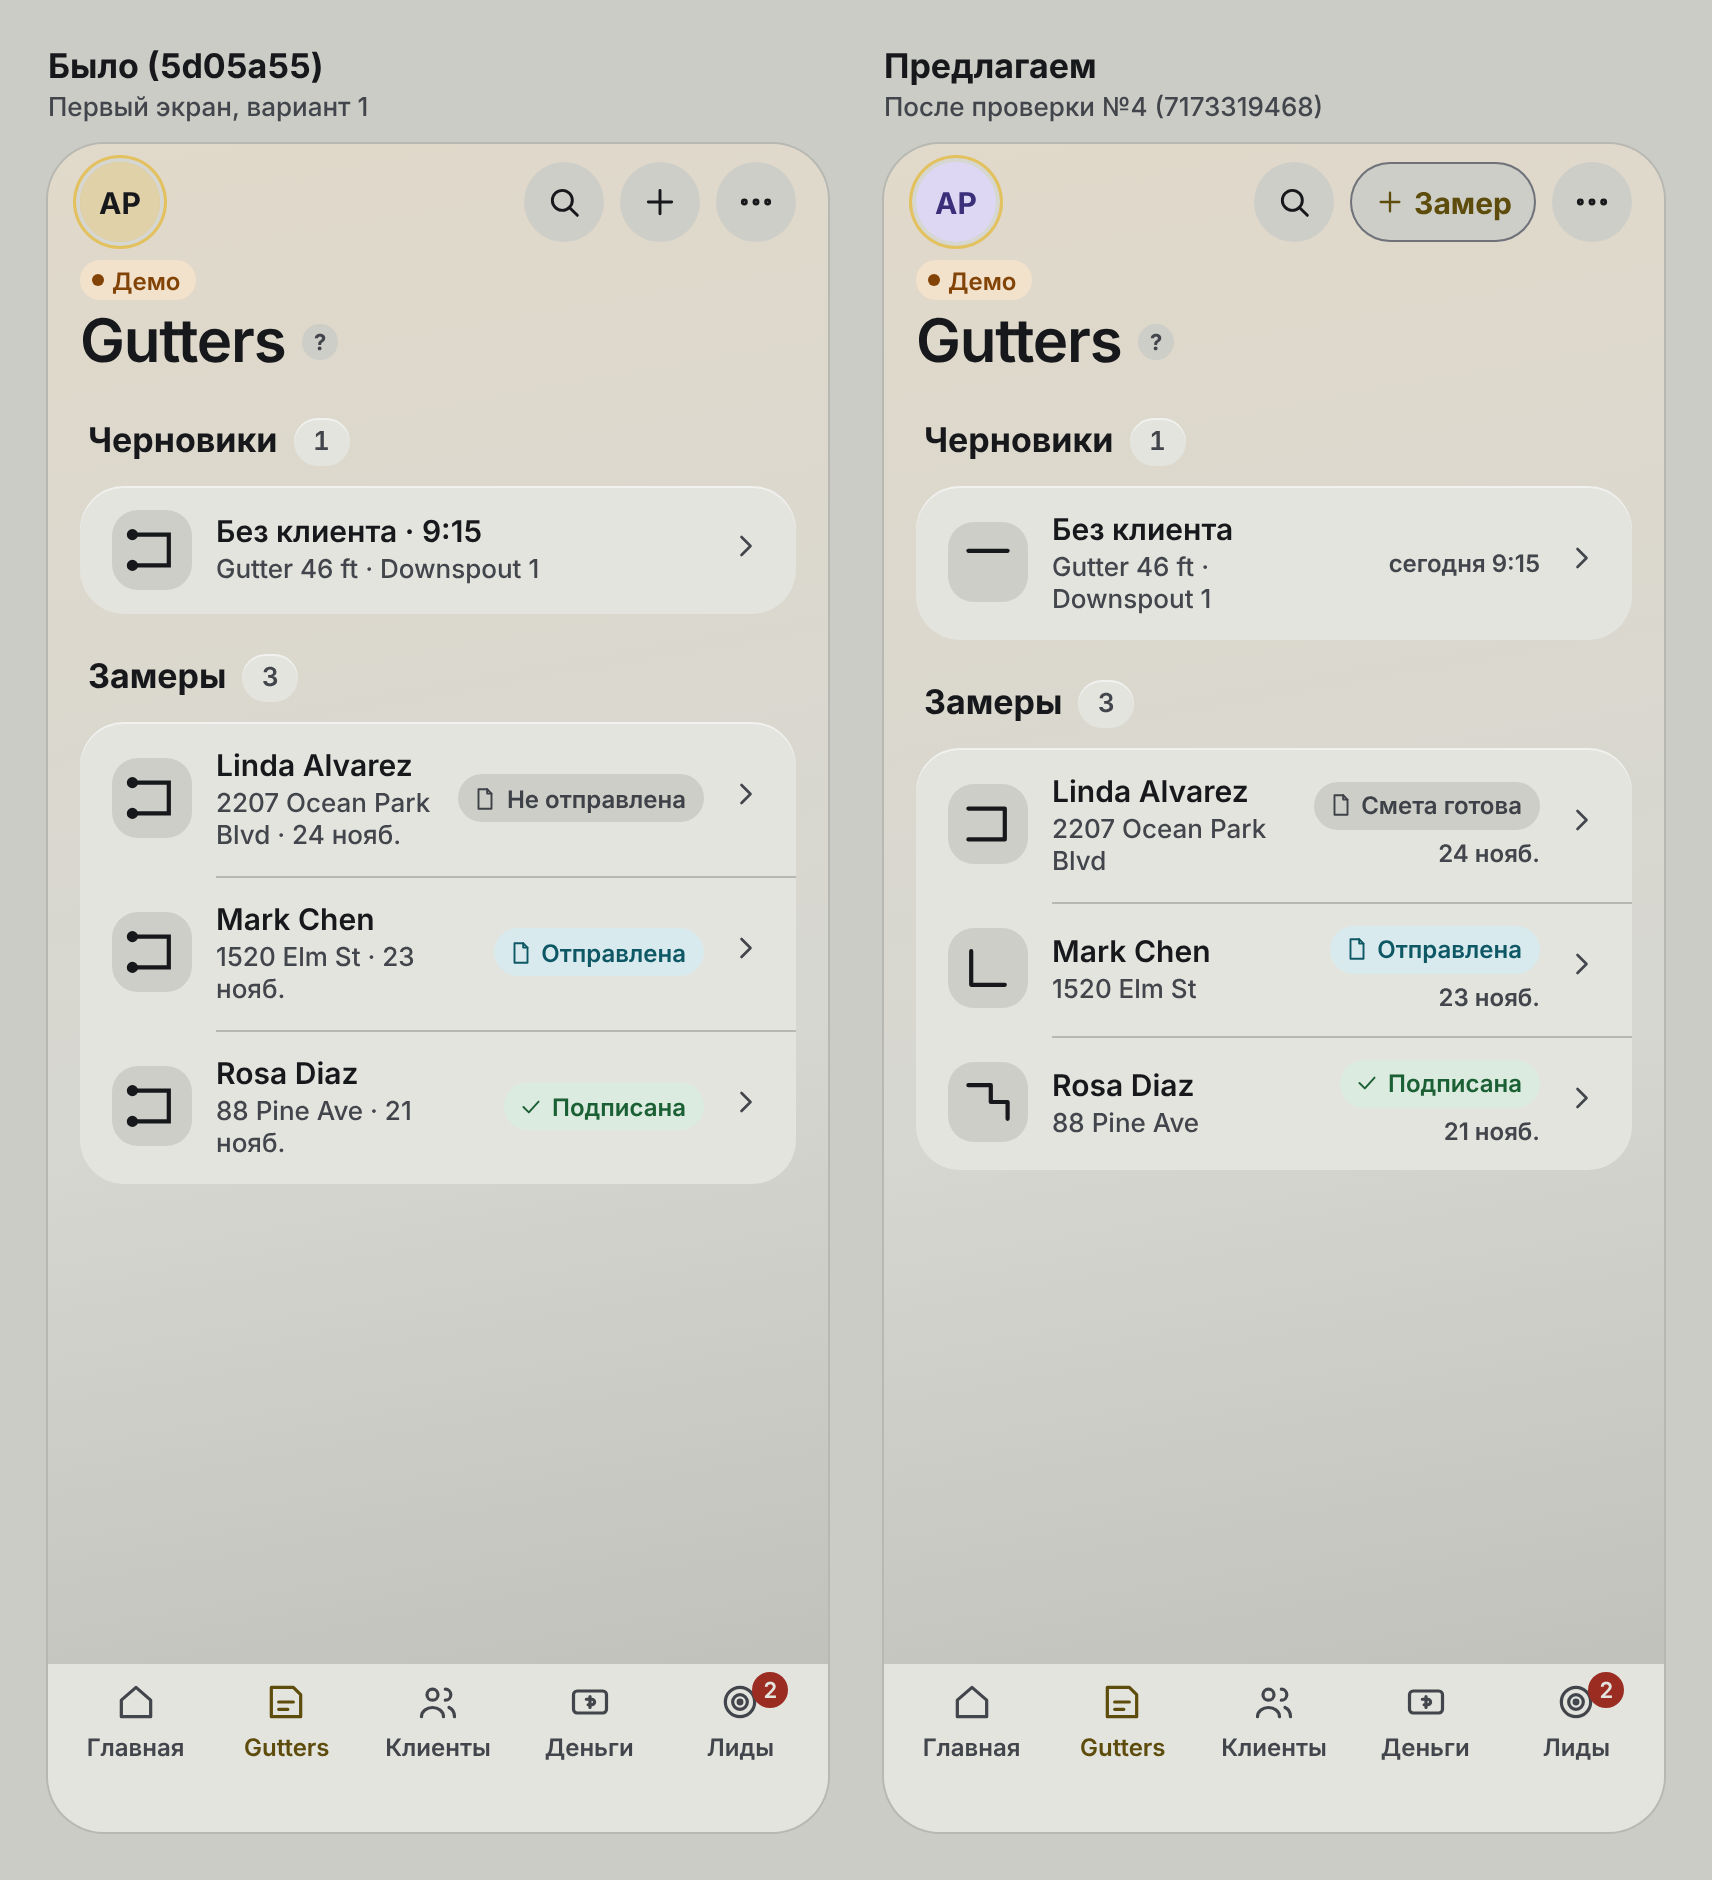 Было (5d05a55)
Первый экран, вариант 1
AP
Демо
Gutters ?
Черновики 1
Без клиента · 9:15
Gutter 46 ft · Downspout 1
Замеры 3
Linda Alvarez
2207 Ocean Park
Blvd · 24 нояб.
Не отправлена
Mark Chen
1520 Elm St · 23
нояб.
Отправлена
Rosa Diaz
88 Pine Ave · 21
нояб.
Подписана
Главная
Gutters
Клиенты
Деньги
2
Лиды
Предлагаем
После проверки №4 (7173319468)
AP
+ Замер
Демо
Gutters ?
Черновики 1
Без клиента
Gutter 46 ft ·
Downspout 1
сегодня 9:15
Замеры 3
Linda Alvarez
2207 Ocean Park
Blvd
Смета готова
24 нояб.
Mark Chen
1520 Elm St
Отправлена
23 нояб.
Rosa Diaz
88 Pine Ave
Подписана
21 нояб.
Главная
Gutters
Клиенты
Деньги
2
Лиды